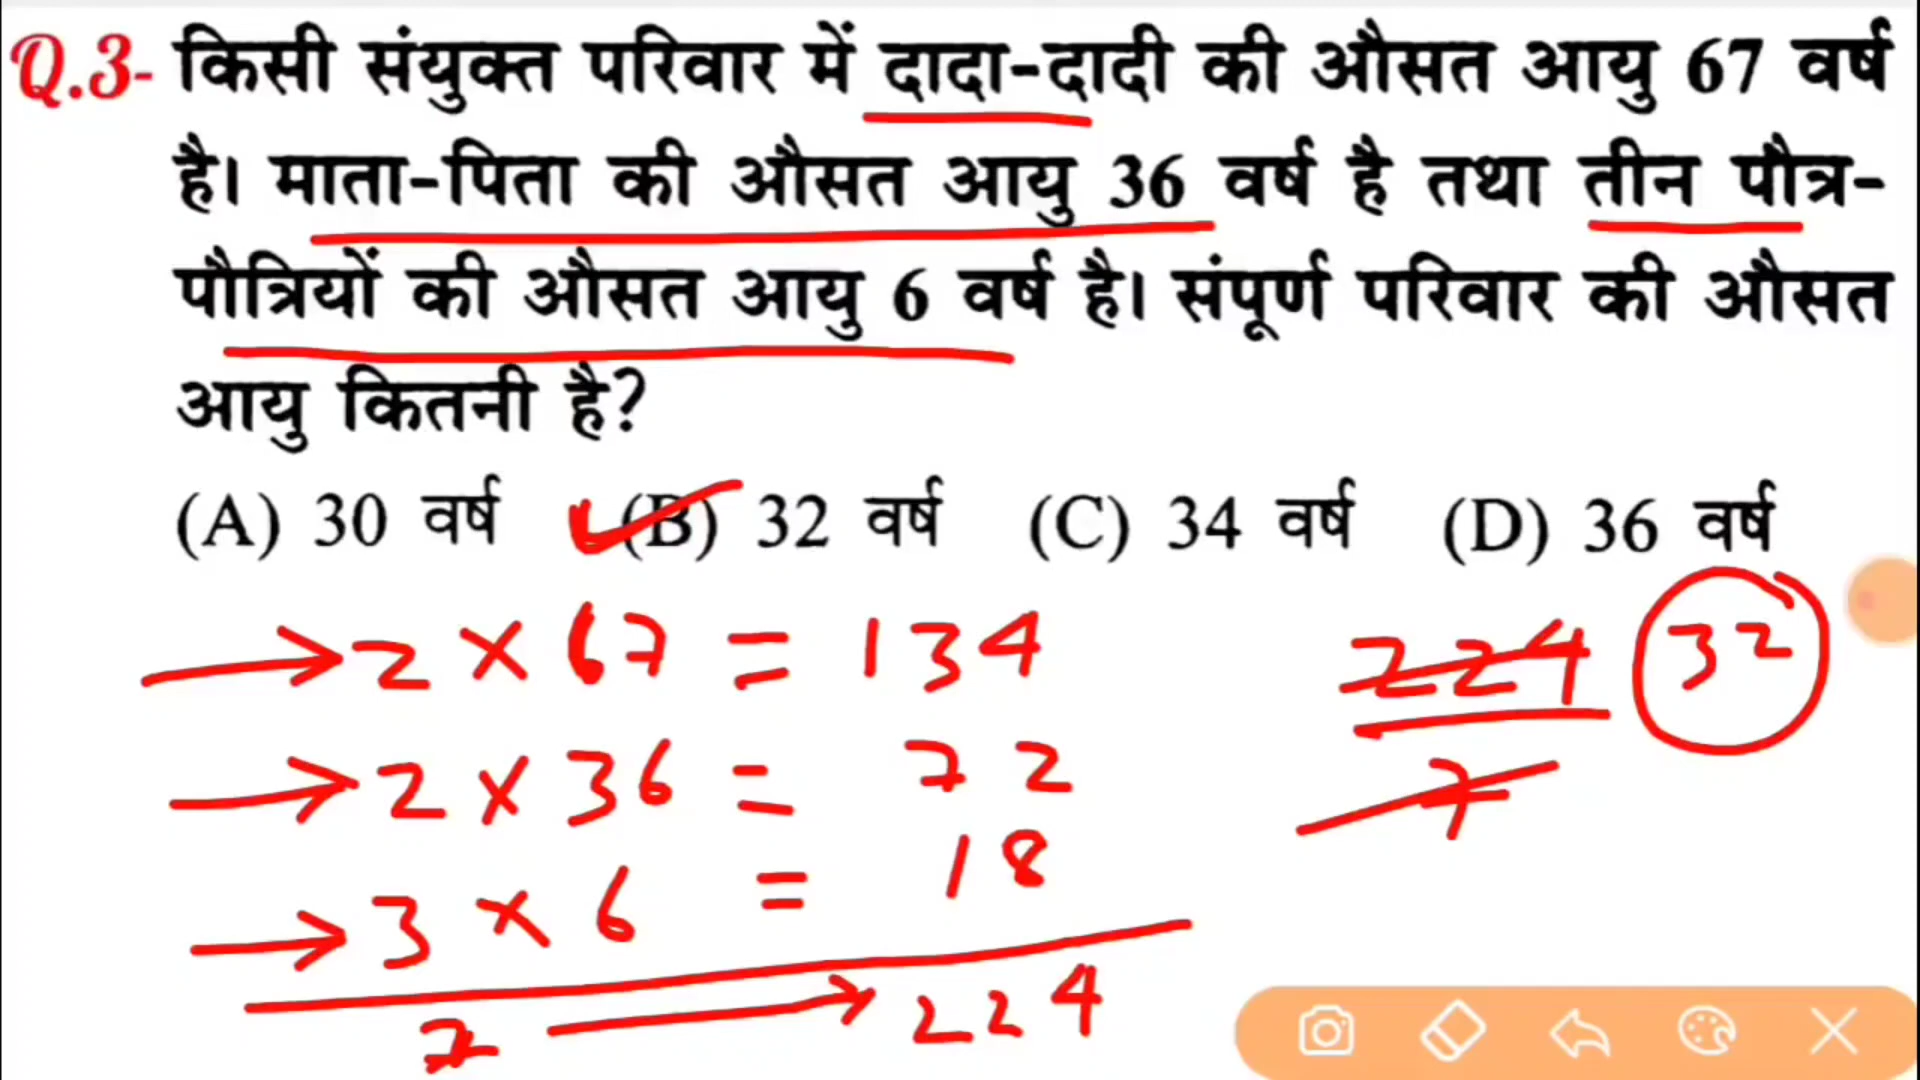 Q.3- किसी संयुक्त परिवार में दादा-दादी की औसत आयु 67 वर्ष
है। माता-पिता की औसत आयु 36 वर्ष है तथा तीन पौत्र-
पौत्रियों की औसत आयु 6 वर्ष है। संपूर्ण परिवार की औसत
आयु कितनी है?
(A) 30 वर्ष (B) 32 वर्ष (C) 34 वर्ष (D) 36 वर्ष
→ 2 × 67 = 134
→ 2 × 36 = 72
→ 3 × 6 = 18
7 → 224
224 32
7